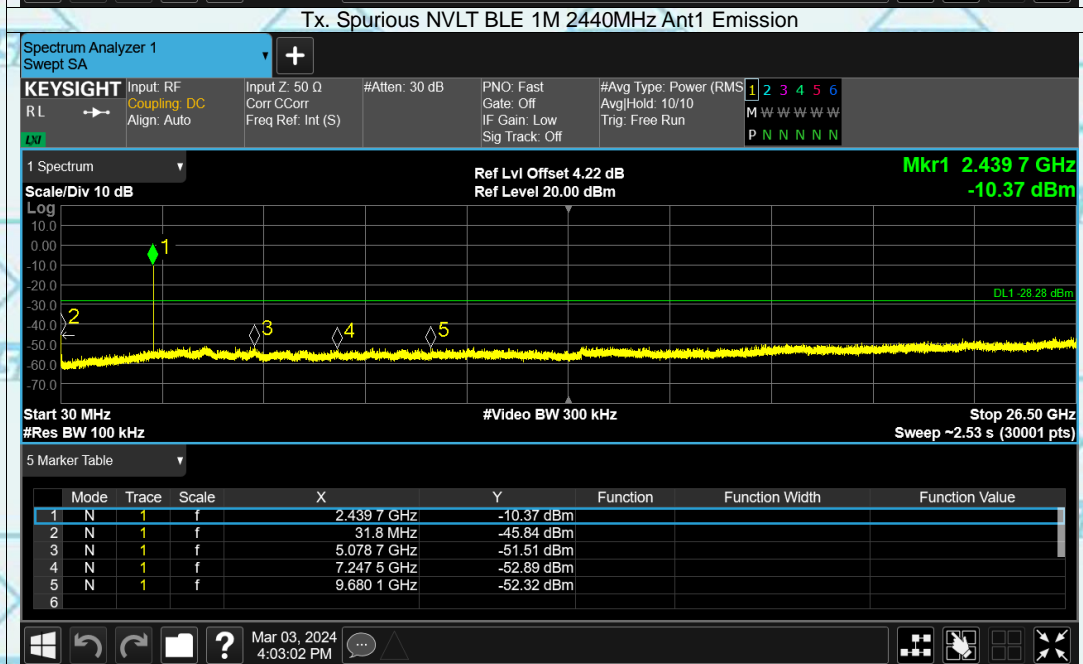 Tx. Spurious NVLT BLE 1M 2440MHz Ant1 Emission
Spectrum Analyzer 1
Swept SA
+
KEYSIGHT
RL
LXI
Input: RF
Coupling: DC
Align: Auto
Input Z: 50 Ω
Corr CCorr
Freq Ref: Int (S)
#Atten: 30 dB
PNO: Fast
Gate: Off
IF Gain: Low
Sig Track: Off
#Avg Type: Power (RMS
Avg|Hold: 10/10
Trig: Free Run
1 2 3 4 5 6
M W W W W W
P N N N N N
1 Spectrum
Scale/Div 10 dB
Ref Lvl Offset 4.22 dB
Ref Level 20.00 dBm
Mkr1 2.439 7 GHz
-10.37 dBm
Log
10.0
0.00
-10.0
-20.0
-30.0
-40.0
-50.0
-60.0
-70.0
1
2
3
4
5
DL1 -28.28 dBm
Start 30 MHz
#Video BW 300 kHz
Stop 26.50 GHz
#Res BW 100 kHz
Sweep ~2.53 s (30001 pts)
5 Marker Table
Mode Trace Scale X Y Function Function Width Function Value
1 N 1 f 2.439 7 GHz -10.37 dBm
2 N 1 f 31.8 MHz -45.84 dBm
3 N 1 f 5.078 7 GHz -51.51 dBm
4 N 1 f 7.247 5 GHz -52.89 dBm
5 N 1 f 9.680 1 GHz -52.32 dBm
6
?
Mar 03, 2024
4:03:02 PM